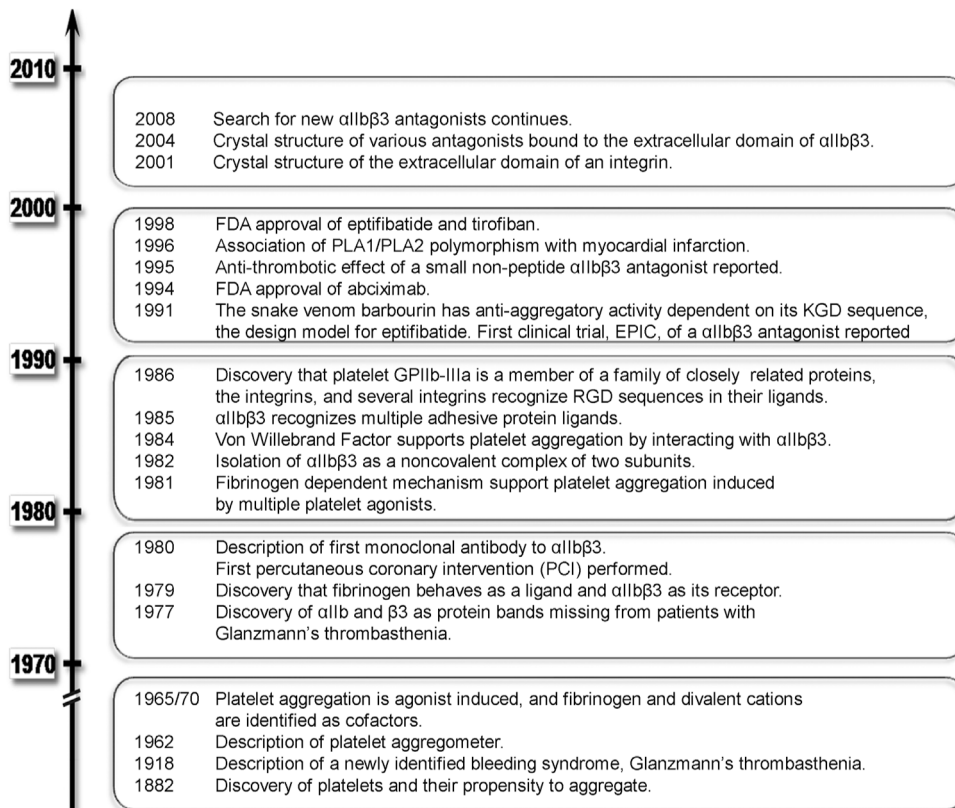 2010
2008 Search for new αIIbβ3 antagonists continues.
2004 Crystal structure of various antagonists bound to the extracellular domain of αIIbβ3.
2001 Crystal structure of the extracellular domain of an integrin.
2000
1998 FDA approval of eptifibatide and tirofiban.
1996 Association of PLA1/PLA2 polymorphism with myocardial infarction.
1995 Anti-thrombotic effect of a small non-peptide αIIbβ3 antagonist reported.
1994 FDA approval of abciximab.
1991 The snake venom barbourin has anti-aggregatory activity dependent on its KGD sequence,
the design model for eptifibatide. First clinical trial, EPIC, of a αIIbβ3 antagonist reported
1990
1986 Discovery that platelet GPIIb-IIIa is a member of a family of closely related proteins,
the integrins, and several integrins recognize RGD sequences in their ligands.
1985 αIIbβ3 recognizes multiple adhesive protein ligands.
1984 Von Willebrand Factor supports platelet aggregation by interacting with αIIbβ3.
1982 Isolation of αIIbβ3 as a noncovalent complex of two subunits.
1981 Fibrinogen dependent mechanism support platelet aggregation induced
by multiple platelet agonists.
1980
1980 Description of first monoclonal antibody to αIIbβ3.
First percutaneous coronary intervention (PCI) performed.
1979 Discovery that fibrinogen behaves as a ligand and αIIbβ3 as its receptor.
1977 Discovery of αIIb and β3 as protein bands missing from patients with
Glanzmann's thrombasthenia.
1970
1965/70 Platelet aggregation is agonist induced, and fibrinogen and divalent cations
are identified as cofactors.
1962 Description of platelet aggregometer.
1918 Description of a newly identified bleeding syndrome, Glanzmann's thrombasthenia.
1882 Discovery of platelets and their propensity to aggregate.